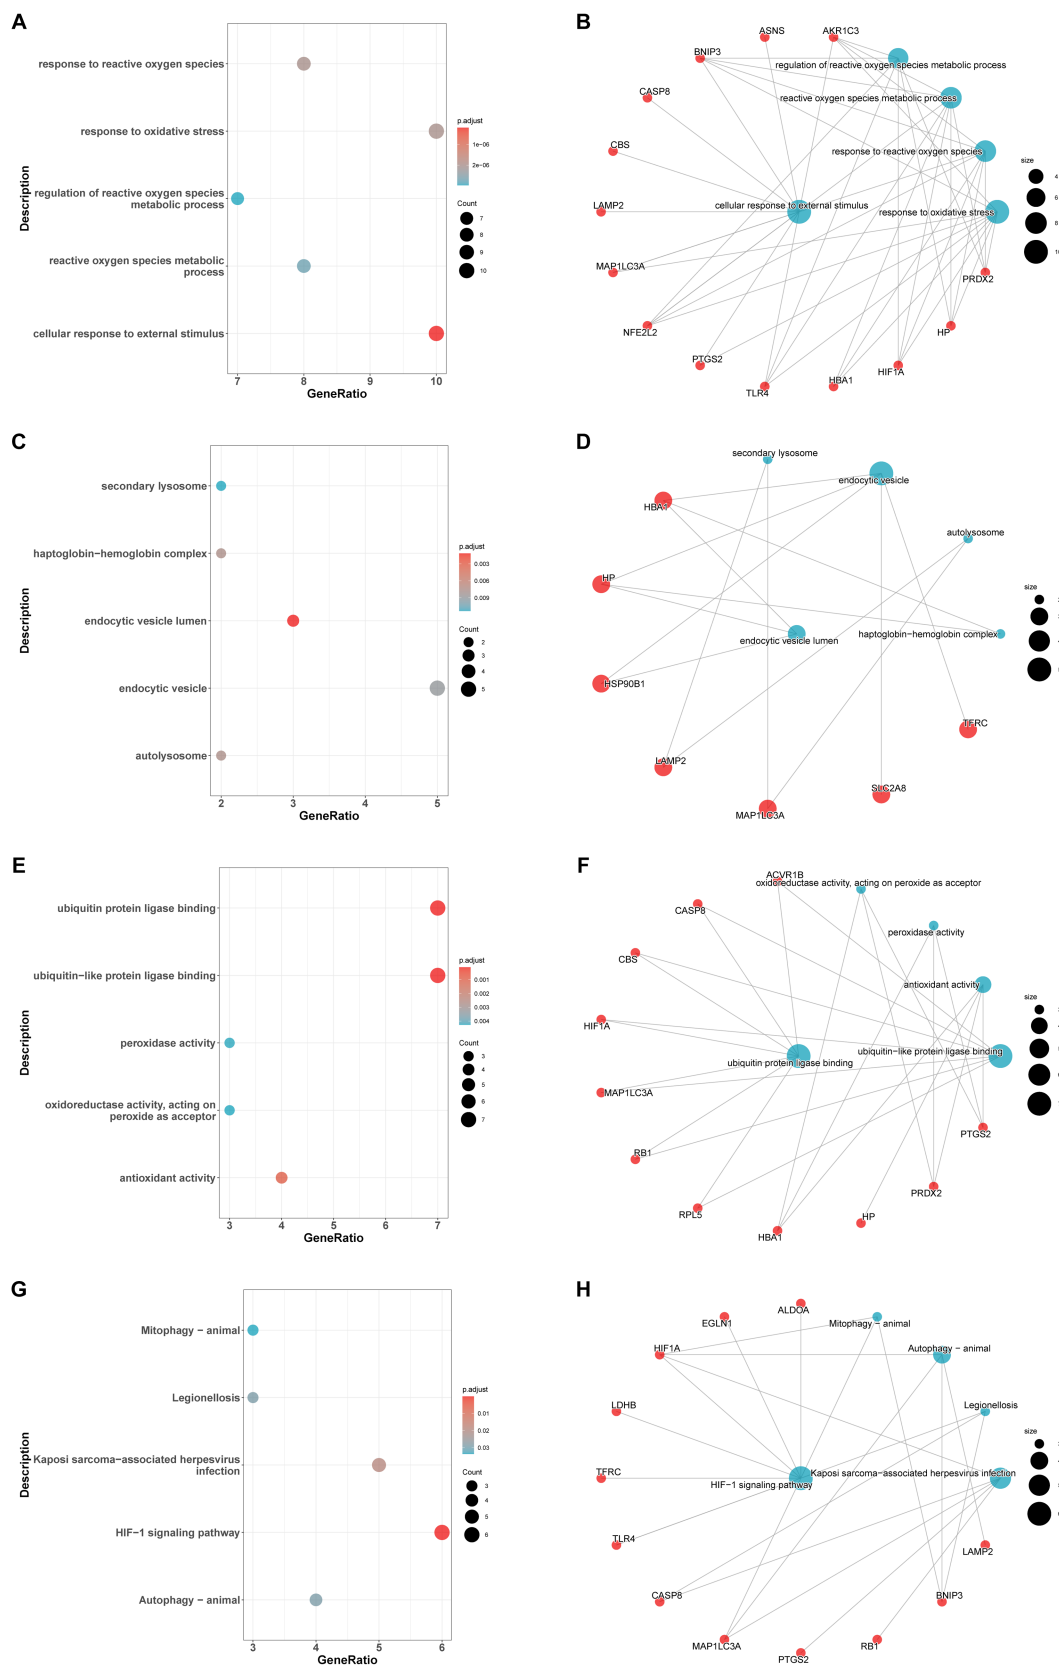 A
response to reactive oxygen species
response to oxidative stress
regulation of reactive oxygen species
metabolic process
reactive oxygen species metabolic
process
cellular response to external stimulus
Description
7
8
9
10
GeneRatio
p.adjust
1e−06
2e−06
Count
7
8
9
10
B
ASNS
AKR1C3
BNIP3
regulation of reactive oxygen species metabolic process
CASP8
reactive oxygen species metabolic process
CBS
response to reactive oxygen species
LAMP2
cellular response to external stimulus
response to oxidative stress
MAP1LC3A
PRDX2
NFE2L2
HP
PTGS2
HIF1A
TLR4
HBA1
size
4
6
8
C
secondary lysosome
haptoglobin−hemoglobin complex
endocytic vesicle lumen
endocytic vesicle
autolysosome
Description
2
3
4
5
GeneRatio
p.adjust
0.003
0.006
0.009
Count
2
3
4
5
D
secondary lysosome
endocytic vesicle
HBA1
autolysosome
HP
endocytic vesicle lumen
haptoglobin−hemoglobin complex
HSP90B1
TFRC
LAMP2
SLC2A8
MAP1LC3A
size
E
ubiquitin protein ligase binding
ubiquitin−like protein ligase binding
peroxidase activity
oxidoreductase activity, acting on
peroxide as acceptor
antioxidant activity
Description
3
4
5
6
7
GeneRatio
p.adjust
0.001
0.002
0.003
0.004
Count
3
4
5
6
7
F
ACVR1B
oxidoreductase activity, acting on peroxide as acceptor
CASP8
peroxidase activity
CBS
antioxidant activity
HIF1A
ubiquitin−like protein ligase binding
ubiquitin protein ligase binding
MAP1LC3A
PTGS2
RB1
PRDX2
RPL5
HP
HBA1
size
G
Mitophagy − animal
Legionellosis
Kaposi sarcoma−associated herpesvirus
infection
HIF−1 signaling pathway
Autophagy − animal
Description
3
4
5
6
GeneRatio
p.adjust
0.01
0.02
0.03
Count
3
4
5
6
H
ALDOA
EGLN1
Mitophagy − animal
HIF1A
Autophagy − animal
LDHB
Legionellosis
TFRC
Kaposi sarcoma−associated herpesvirus infection
HIF−1 signaling pathway
TLR4
LAMP2
CASP8
BNIP3
MAP1LC3A
RB1
PTGS2
size